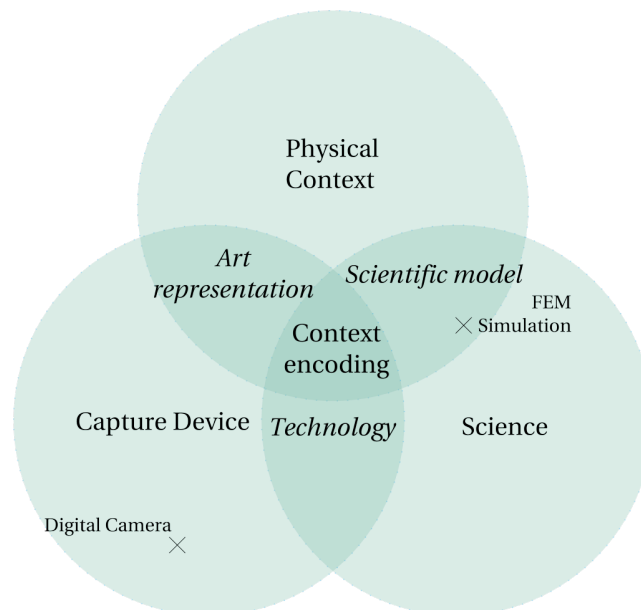 Physical
Context
Art
representation
Scientific model
FEM
Simulation
Context
encoding
Capture Device
Technology
Science
Digital Camera